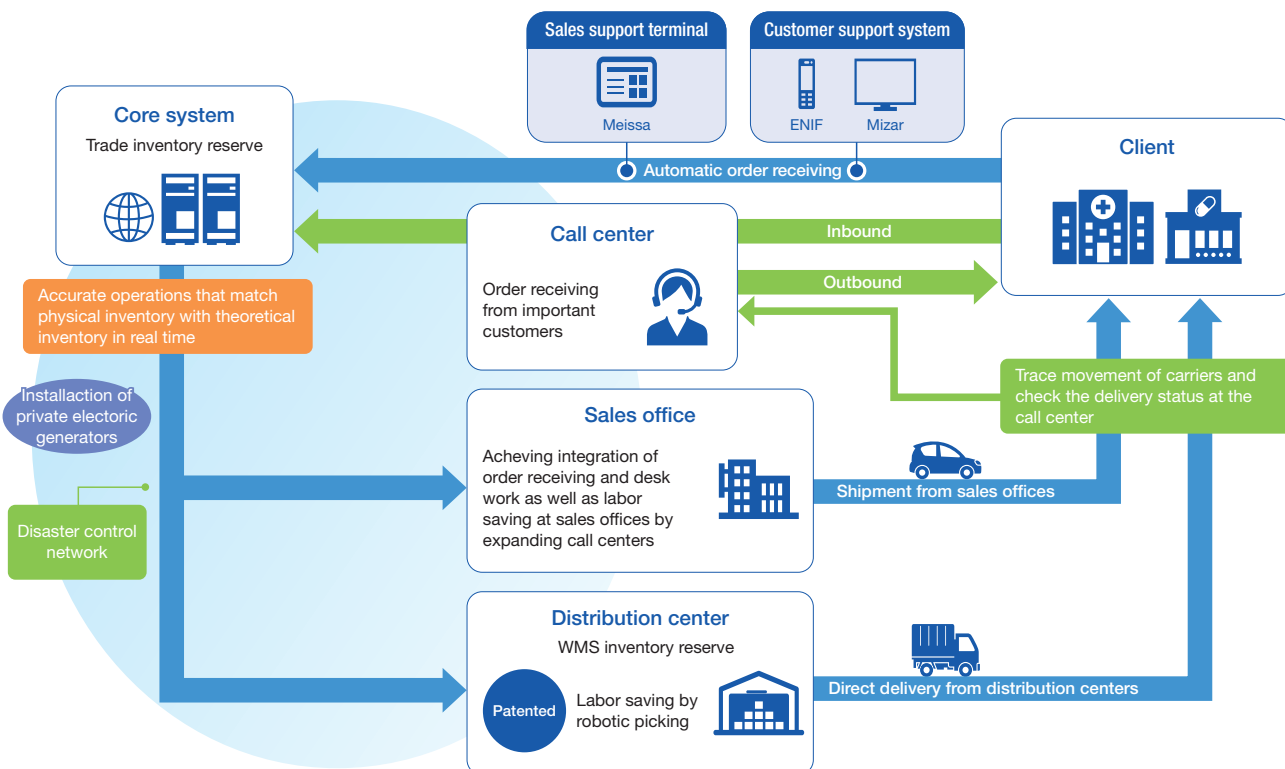 Sales support terminal
Meissa
Customer support system
ENIF
Mizar
Core system
Trade inventory reserve
Client
Automatic order receiving
Call center
Order receiving
from important
customers
Inbound
Outbound
Accurate operations that match
physical inventory with theoretical
inventory in real time
Trace movement of carriers and
check the delivery status at the
call center
Installaction of
private electoric
generators
Sales office
Acheving integration of
order receiving and desk
work as well as labor
saving at sales offices by
expanding call centers
Shipment from sales offices
Disaster control
network
Distribution center
WMS inventory reserve
Patented
Labor saving by
robotic picking
Direct delivery from distribution centers